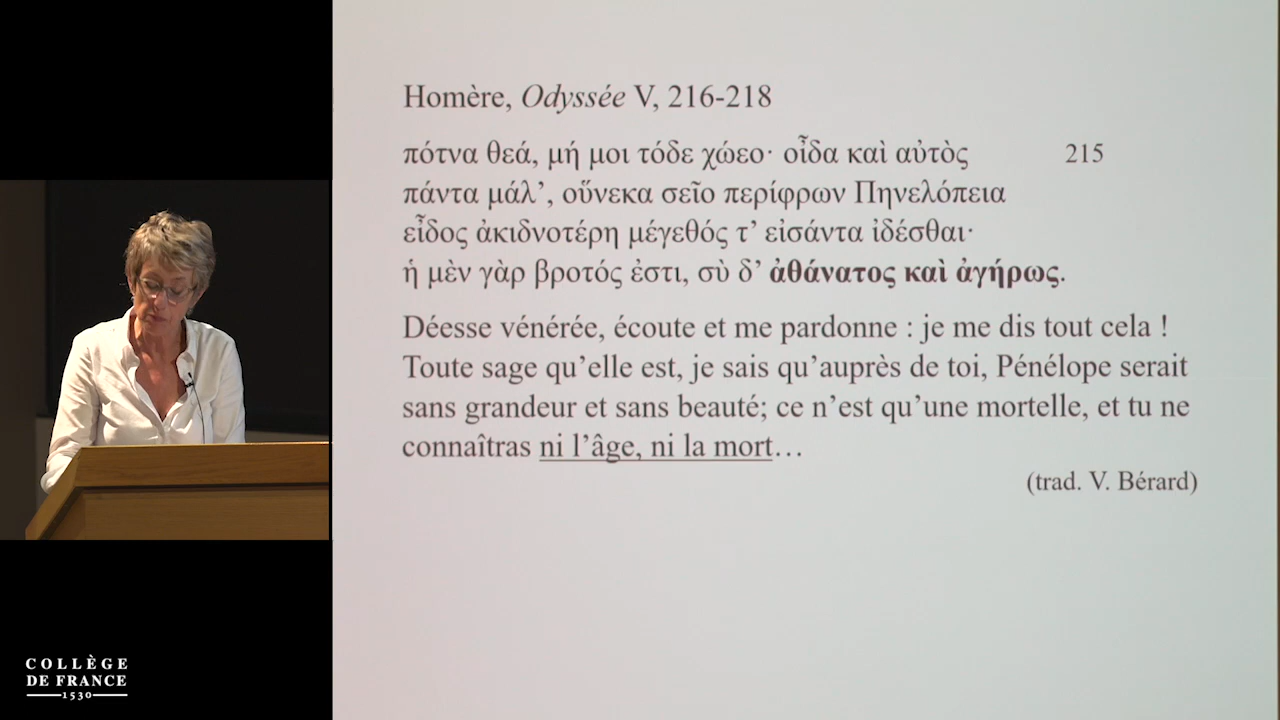 Homère, Odyssée V, 216-218
πότνα θεά, μή μοι τόδε χώεο· οἶδα καὶ αὐτὸς 215
πάντα μάλ’, οὕνεκα σεῖο περίφρων Πηνελόπεια
εἶδος ἀκιδνοτέρη μέγεθός τ’ εἰσάντα ἰδέσθαι·
ἡ μὲν γὰρ βροτός ἐστι, σὺ δ’ ἀθάνατος καὶ ἀγήρως.
Déesse vénérée, écoute et me pardonne : je me dis tout cela !
Toute sage qu’elle est, je sais qu’auprès de toi, Pénélope serait
sans grandeur et sans beauté; ce n’est qu’une mortelle, et tu ne
connaîtras ni l’âge, ni la mort…
(trad. V. Bérard)
COLLÈGE
DE FRANCE
1530